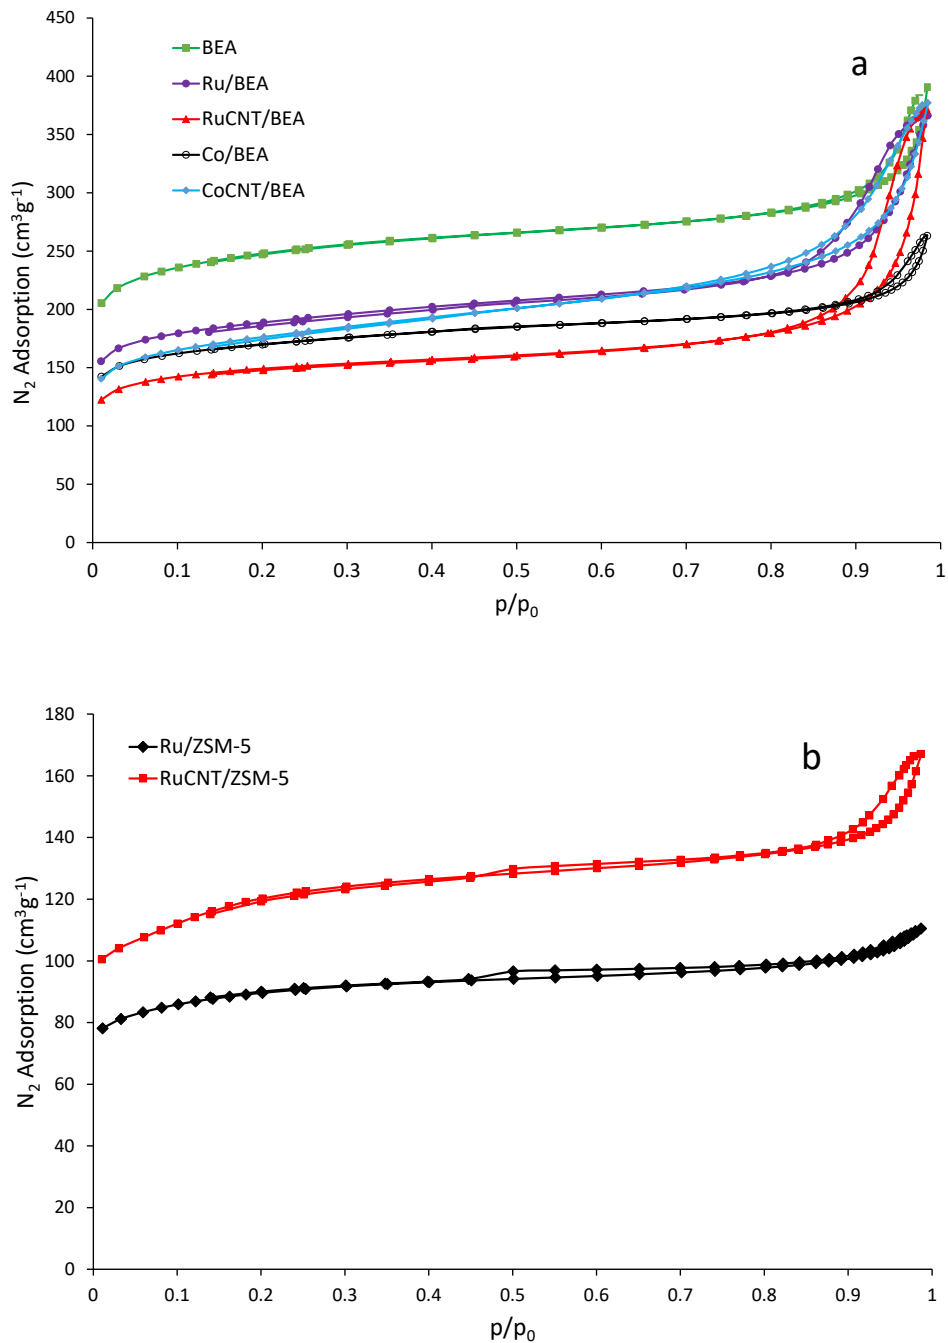 a
BEA
Ru/BEA
RuCNT/BEA
Co/BEA
CoCNT/BEA
N₂ Adsorption (cm³g⁻¹)
450
400
350
300
250
200
150
100
50
0
0 0.1 0.2 0.3 0.4 0.5 0.6 0.7 0.8 0.9 1
p/p₀
b
Ru/ZSM-5
RuCNT/ZSM-5
N₂ Adsorption (cm³g⁻¹)
180
160
140
120
100
80
60
40
20
0
0 0.1 0.2 0.3 0.4 0.5 0.6 0.7 0.8 0.9 1
p/p₀